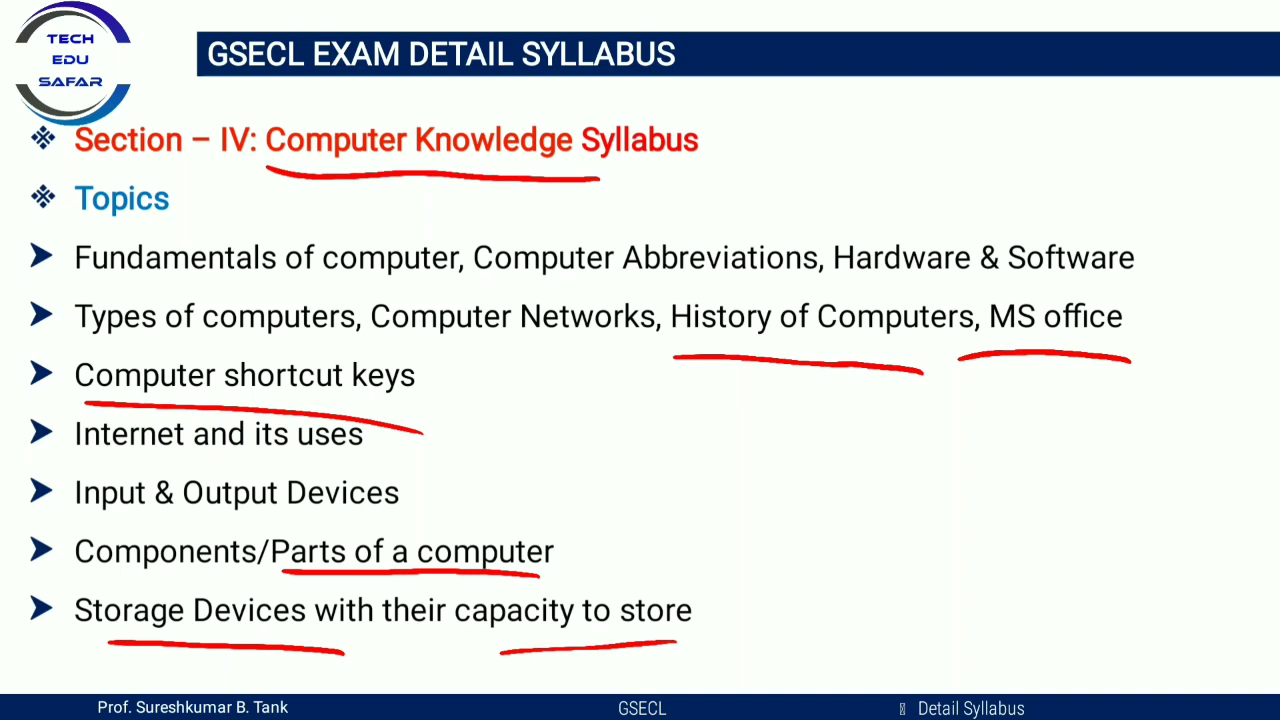 TECH
EDU
SAFAR
GSECL EXAM DETAIL SYLLABUS
Section – IV: Computer Knowledge Syllabus
Topics
Fundamentals of computer, Computer Abbreviations, Hardware & Software
Types of computers, Computer Networks, History of Computers, MS office
Computer shortcut keys
Internet and its uses
Input & Output Devices
Components/Parts of a computer
Storage Devices with their capacity to store
Prof. Sureshkumar B. Tank
GSECL
Detail Syllabus